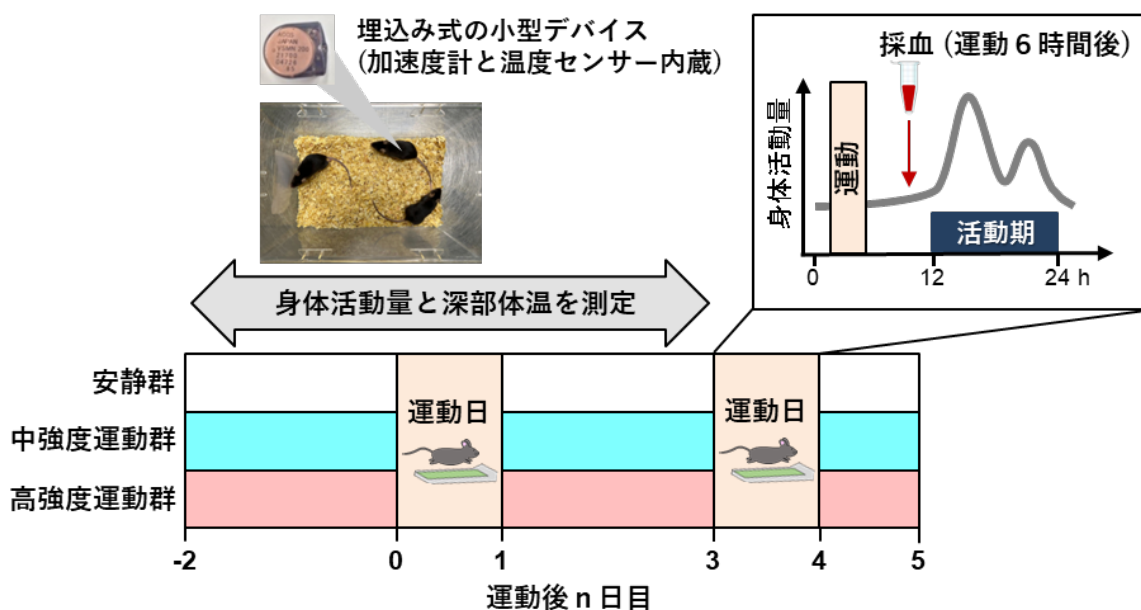 埋込み式の小型デバイス
(加速度計と温度センサー内蔵)
採血 (運動６時間後)
身体活動量
運動
活動期
0
12
24 h
身体活動量と深部体温を測定
安静群
中強度運動群
高強度運動群
運動日
運動日
-2
0
1
3
4
5
運動後 n 日目